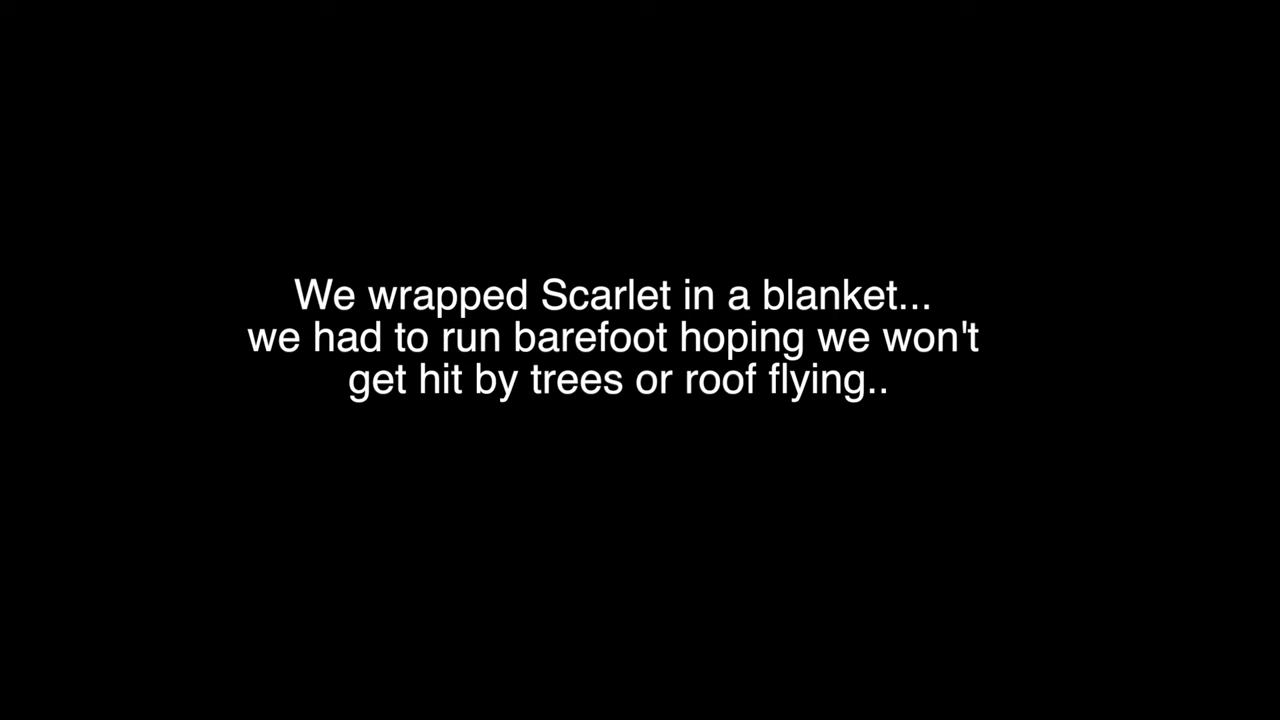 We wrapped Scarlet in a blanket...
we had to run barefoot hoping we won't
get hit by trees or roof flying..